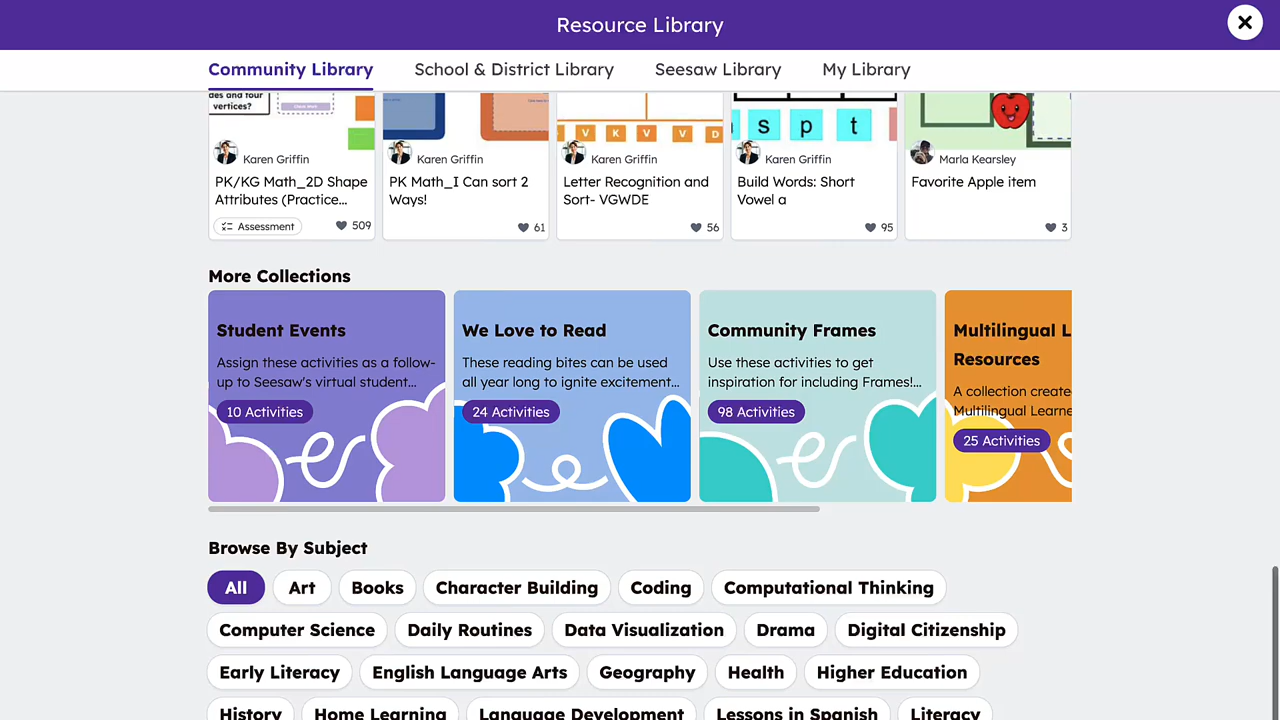 Resource Library
Community Library
School & District Library
Seesaw Library
My Library
des and four
vertices?
V K V V D
s p t
Karen Griffin
Karen Griffin
Karen Griffin
Karen Griffin
Marla Kearsley
PK/KG Math_2D Shape
Attributes (Practice...
PK Math_I Can sort 2
Ways!
Letter Recognition and
Sort- VGWDE
Build Words: Short
Vowel a
Favorite Apple item
Assessment
509
61
56
95
3
More Collections
Student Events
Assign these activities as a follow-
up to Seesaw's virtual student...
10 Activities
We Love to Read
These reading bites can be used
all year long to ignite excitement...
24 Activities
Community Frames
Use these activities to get
inspiration for including Frames!...
98 Activities
Multilingual L
Resources
A collection create
Multilingual Learne
25 Activities
Browse By Subject
All Art Books Character Building Coding Computational Thinking
Computer Science Daily Routines Data Visualization Drama Digital Citizenship
Early Literacy English Language Arts Geography Health Higher Education
History Home Learning Language Development Lessons in Spanish Literacy